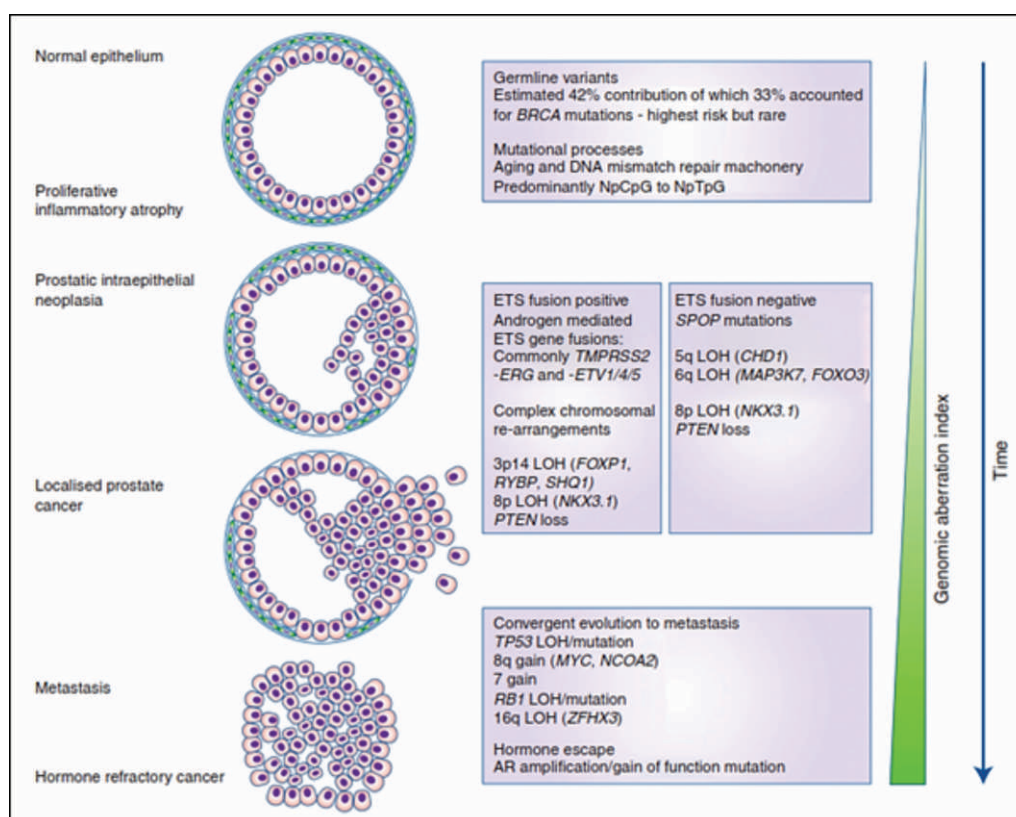 Normal epithelium
Proliferative
inflammatory atrophy
Prostatic intraepithelial
neoplasia
Localised prostate
cancer
Metastasis
Hormone refractory cancer
Germline variants
Estimated 42% contribution of which 33% accounted
for BRCA mutations - highest risk but rare
Mutational processes
Aging and DNA mismatch repair machonery
Predominantly NpCpG to NpTpG
ETS fusion positive
Androgen mediated
ETS gene fusions:
Commonly TMPRSS2
-ERG and -ETV1/4/5
Complex chromosomal
re-arrangements
3p14 LOH (FOXP1,
RYBP, SHQ1)
8p LOH (NKX3.1)
PTEN loss
ETS fusion negative
SPOP mutations
5q LOH (CHD1)
6q LOH (MAP3K7, FOXO3)
8p LOH (NKX3.1)
PTEN loss
Convergent evolution to metastasis
TP53 LOH/mutation
8q gain (MYC, NCOA2)
7 gain
RB1 LOH/mutation
16q LOH (ZFHX3)
Hormone escape
AR amplification/gain of function mutation
Genomic aberration index
Time